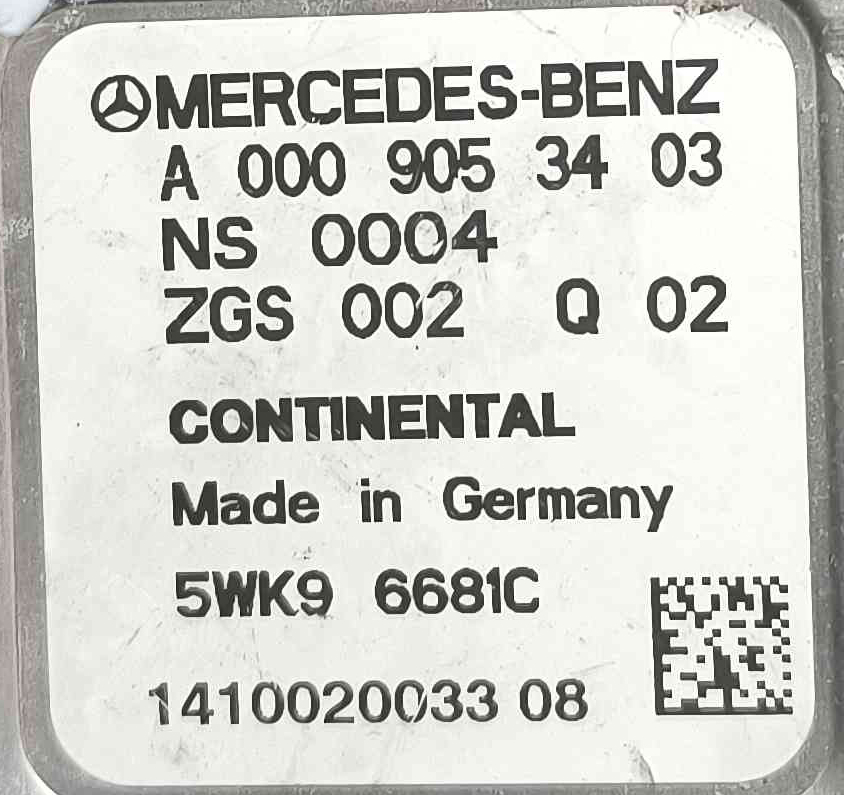 MERCEDES-BENZ
A 000 905 34 03
NS 0004
ZGS 002 Q 02
CONTINENTAL
Made in Germany
5WK9 6681C
1410020033 08